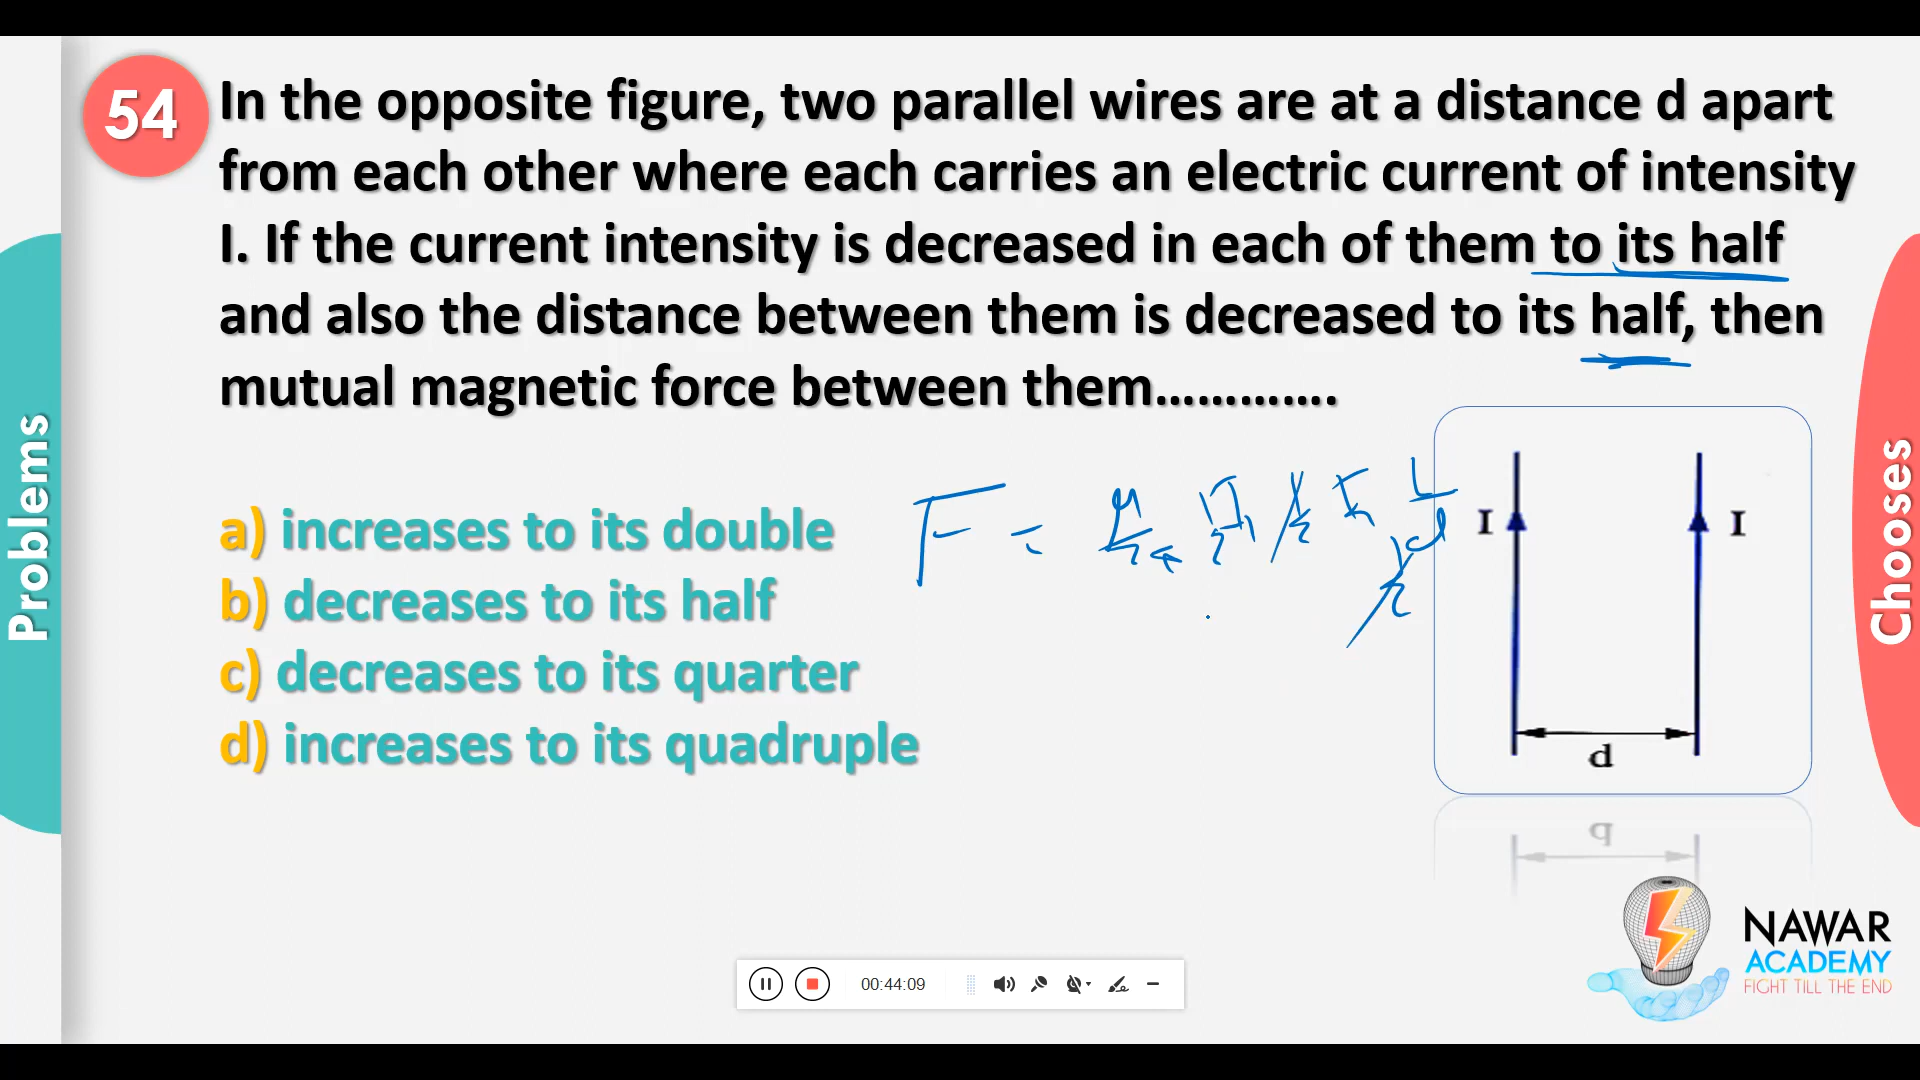 54
In the opposite figure, two parallel wires are at a distance d apart
from each other where each carries an electric current of intensity
I. If the current intensity is decreased in each of them to its half
and also the distance between them is decreased to its half, then
mutual magnetic force between them.............
a) increases to its double
b) decreases to its half
c) decreases to its quarter
d) increases to its quadruple
F =
I
I
d
Problems
Chooses
NAWAR
ACADEMY
FIGHT TILL THE END
00:44:09